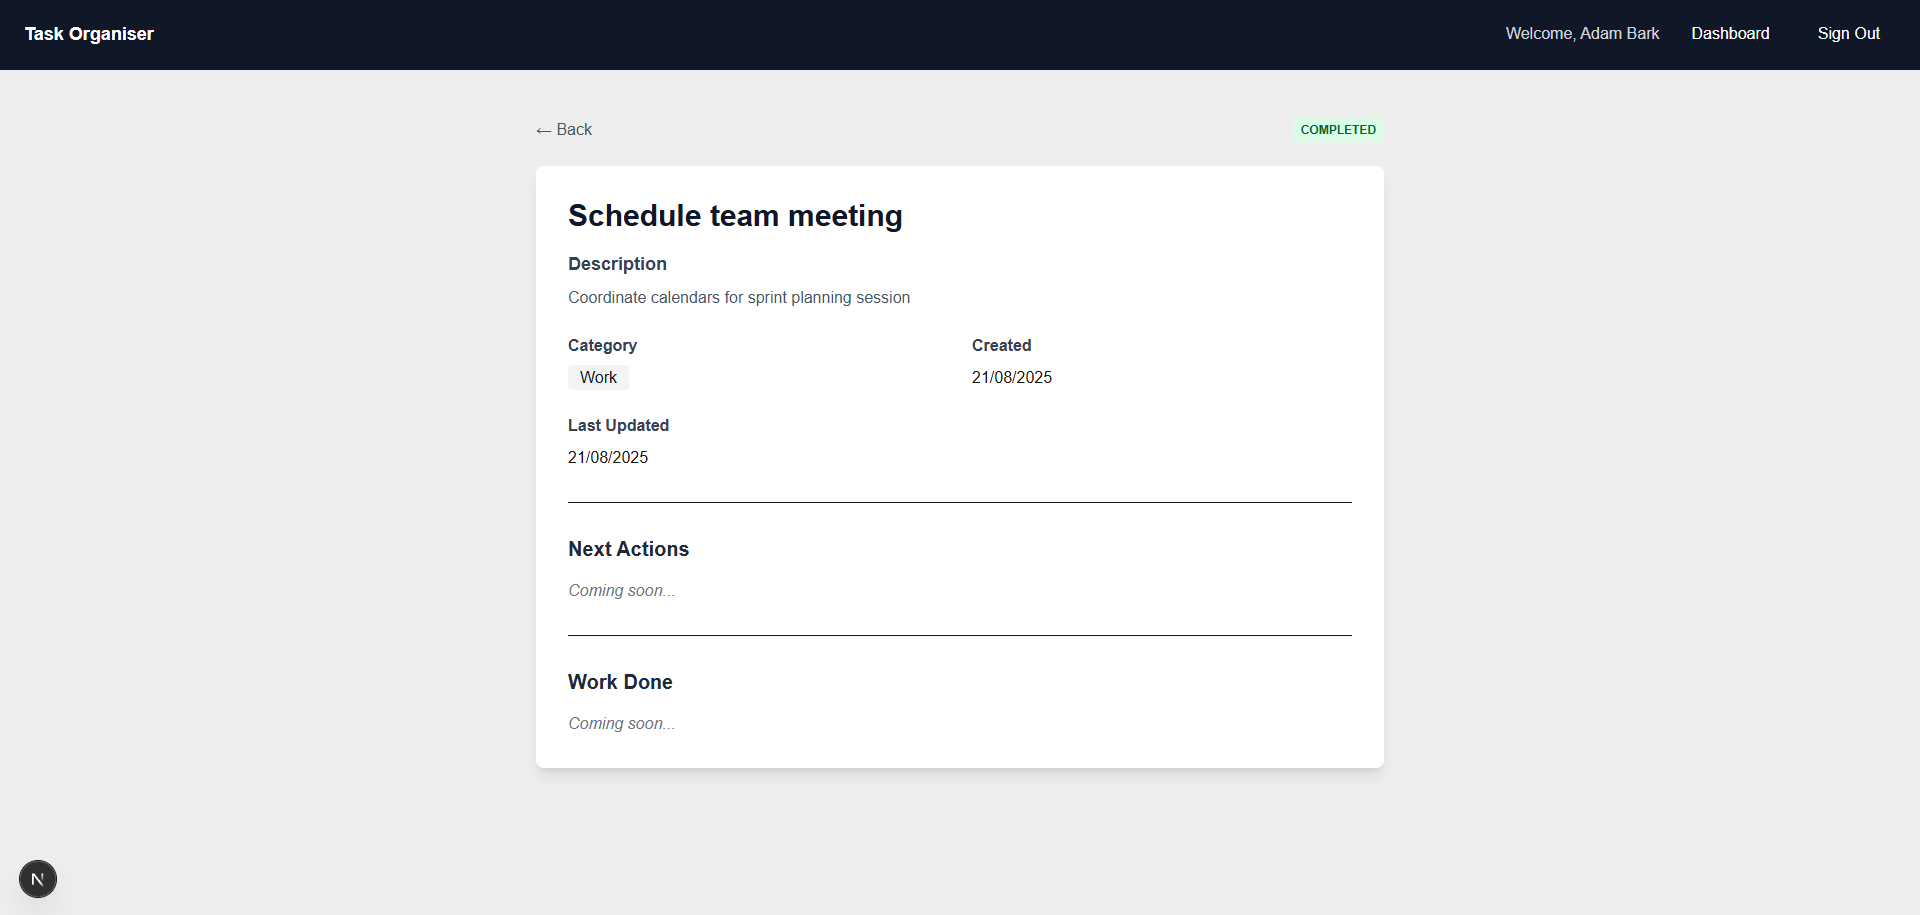 Task Organiser
Welcome, Adam Bark
Dashboard
Sign Out
← Back
COMPLETED
Schedule team meeting
Description
Coordinate calendars for sprint planning session
Category
Created
Work
21/08/2025
Last Updated
21/08/2025
Next Actions
Coming soon...
Work Done
Coming soon...
N